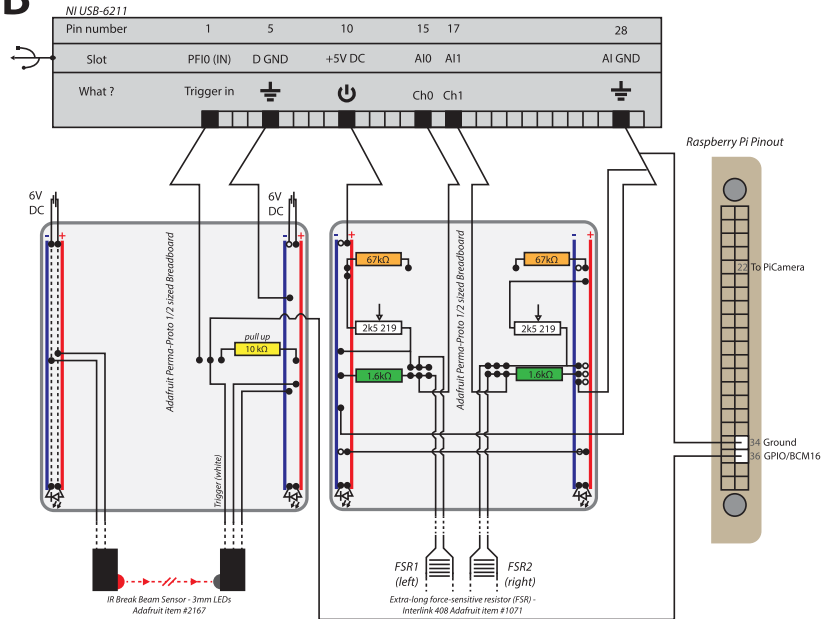 B
NI USB-6211
Pin number 1 5 10 15 17 28
Slot PFI0 (IN) D GND +5V DC AI0 AI1 AI GND
What ? Trigger in Ch0 Ch1
Raspberry Pi Pinout
6V
DC
6V
DC
- +
- +
- +
- +
Adafruit Perma-Proto 1/2 sized Breadboard
Adafruit Perma-Proto 1/2 sized Breadboard
67kΩ
67kΩ
22 To PiCamera
2k5 219
2k5 219
pull up
10 kΩ
1.6kΩ
1.6kΩ
Trigger (white)
34 Ground
36 GPIO/BCM16
FSR1
(left)
FSR2
(right)
IR Break Beam Sensor - 3mm LEDs
Adafruit item #2167
Extra-long force-sensitive resistor (FSR) -
Interlink 408 Adafruit item #1071